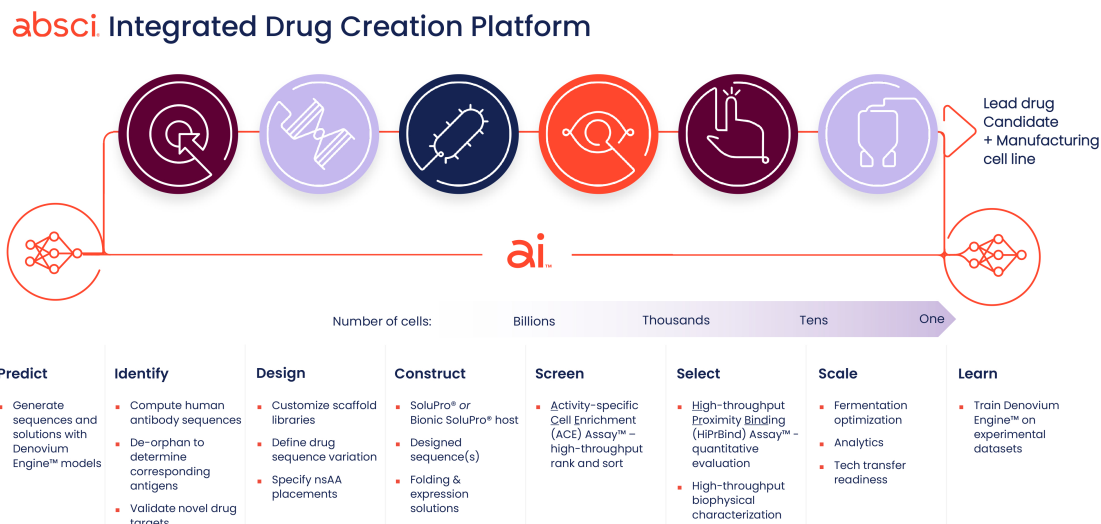 absci® Integrated Drug Creation Platform
Lead drug
Candidate
+ Manufacturing
cell line
ai™
Number of cells:
Billions
Thousands
Tens
One
Predict
Generate
sequences and
solutions with
Denovium
Engine™ models
Identify
Compute human
antibody sequences
De-orphan to
determine
corresponding
antigens
Validate novel drug
targets
Design
Customize scaffold
libraries
Define drug
sequence variation
Specify nsAA
placements
Construct
SoluPro® or
Bionic SoluPro® host
Designed
sequence(s)
Folding &
expression
solutions
Screen
Activity-specific
Cell Enrichment
(ACE) Assay™ –
high-throughput
rank and sort
Select
High-throughput
Proximity Binding
(HiPrBind) Assay™ -
quantitative
evaluation
High-throughput
biophysical
characterization
Scale
Fermentation
optimization
Analytics
Tech transfer
readiness
Learn
Train Denovium
Engine™ on
experimental
datasets